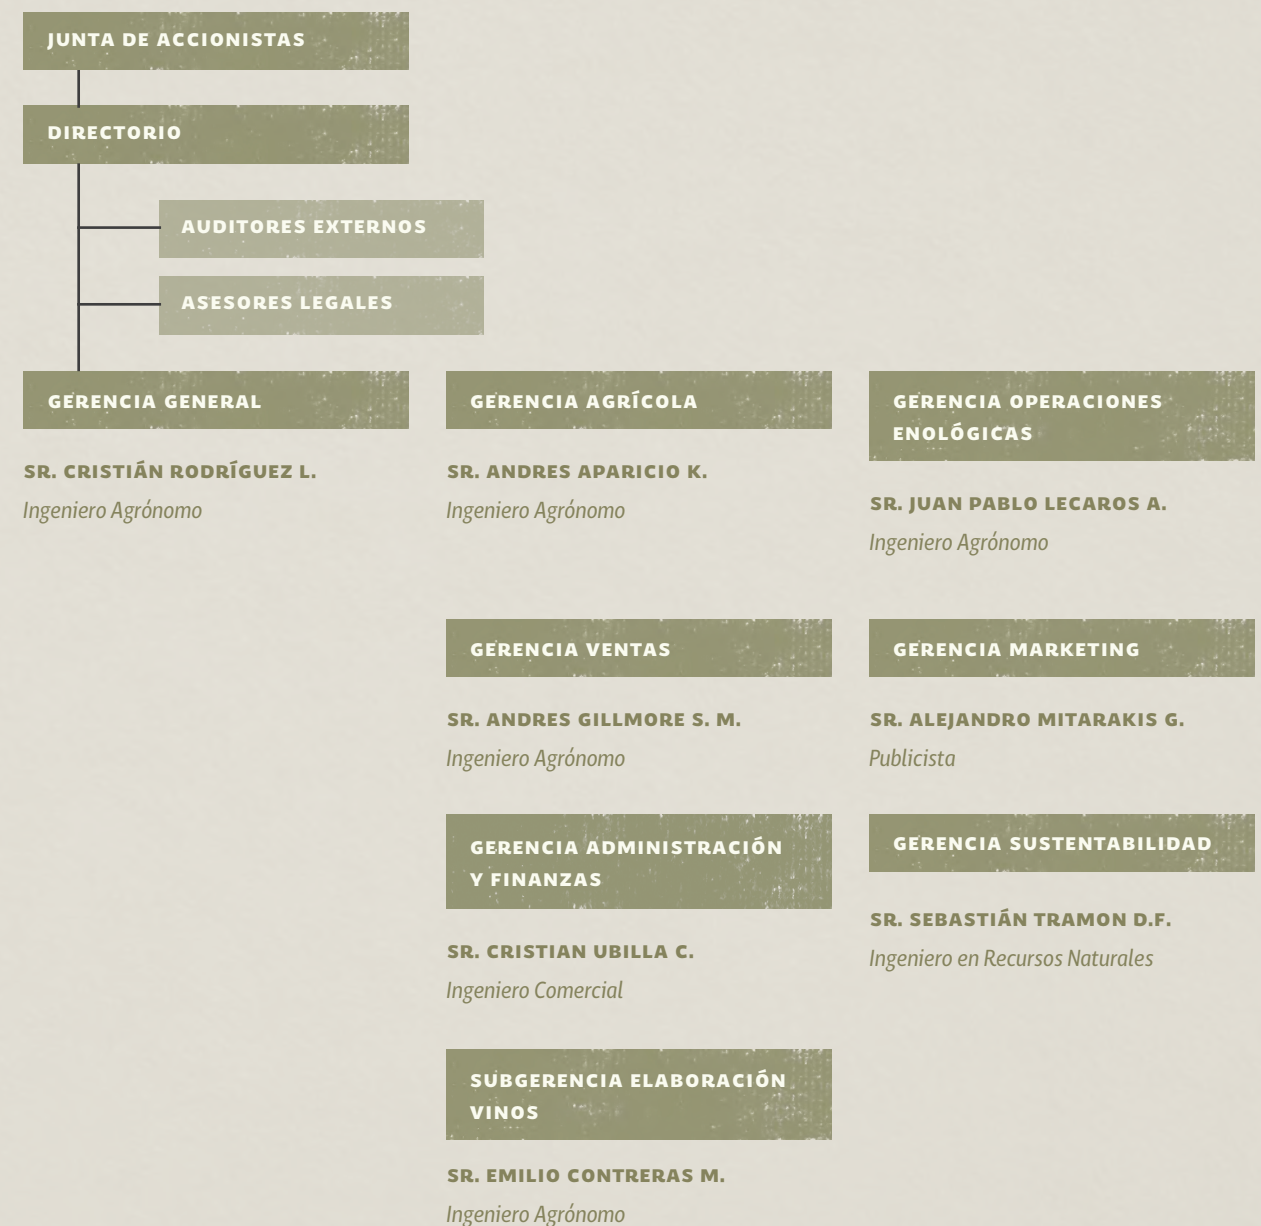 JUNTA DE ACCIONISTAS
DIRECTORIO
AUDITORES EXTERNOS
ASESORES LEGALES
GERENCIA GENERAL
SR. CRISTIÁN RODRÍGUEZ L.
Ingeniero Agrónomo
GERENCIA AGRÍCOLA
SR. ANDRES APARICIO K.
Ingeniero Agrónomo
GERENCIA OPERACIONES
ENOLÓGICAS
SR. JUAN PABLO LECAROS A.
Ingeniero Agrónomo
GERENCIA VENTAS
SR. ANDRES GILLMORE S. M.
Ingeniero Agrónomo
GERENCIA MARKETING
SR. ALEJANDRO MITARAKIS G.
Publicista
GERENCIA ADMINISTRACIÓN
Y FINANZAS
SR. CRISTIAN UBILLA C.
Ingeniero Comercial
GERENCIA SUSTENTABILIDAD
SR. SEBASTIÁN TRAMON D.F.
Ingeniero en Recursos Naturales
SUBGERENCIA ELABORACIÓN
VINOS
SR. EMILIO CONTRERAS M.
Ingeniero Agrónomo